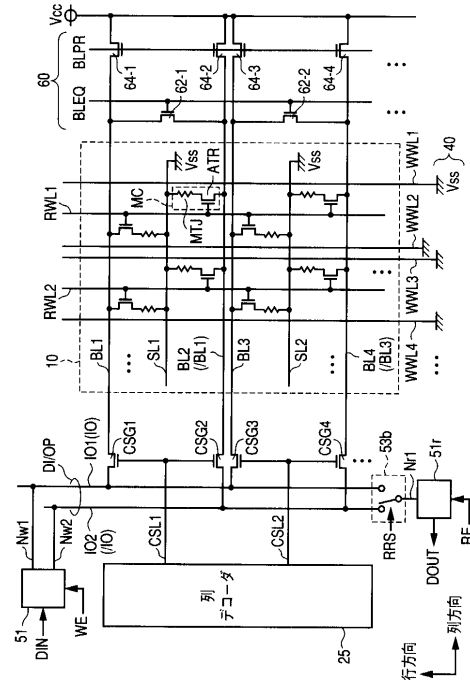 Vcc
60
BLPR
BLEQ
64-1
64-2
64-3
64-4
62-1
62-2
Vss
Vss
ATR
MC
MTJ
RWL1
RWL2
WWL1
WWL2
WWL3
WWL4
40
Vss
10
BL1
SL1
BL2
(/BL1)
BL3
SL2
BL4
(/BL3)
CSG1
CSG2
CSG3
CSG4
DI/OP
IO1(IO)
IO2
(/IO)
Nw1
Nw2
CSL1
CSL2
53b
51r
Nr1
RRS
DOUT
RE
51
DIN
WE
列
デコーダ
25
行方向
列方向